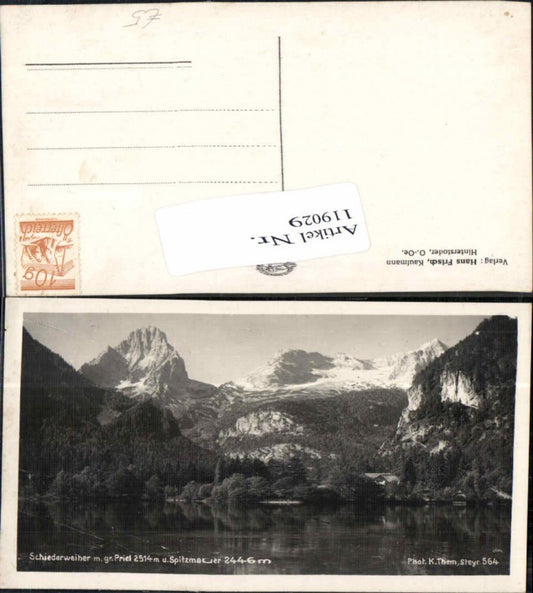 57
Artikel Nr.
119029
Verlag : Hans Frisch, Kaufmann
Hinterstoder, O.-Oe.
10g
Österreich
Schiederweiher m. gr. Priel 2514 m u. Spitzmauer 2446 m
Phot. K. Them, Steyr 564